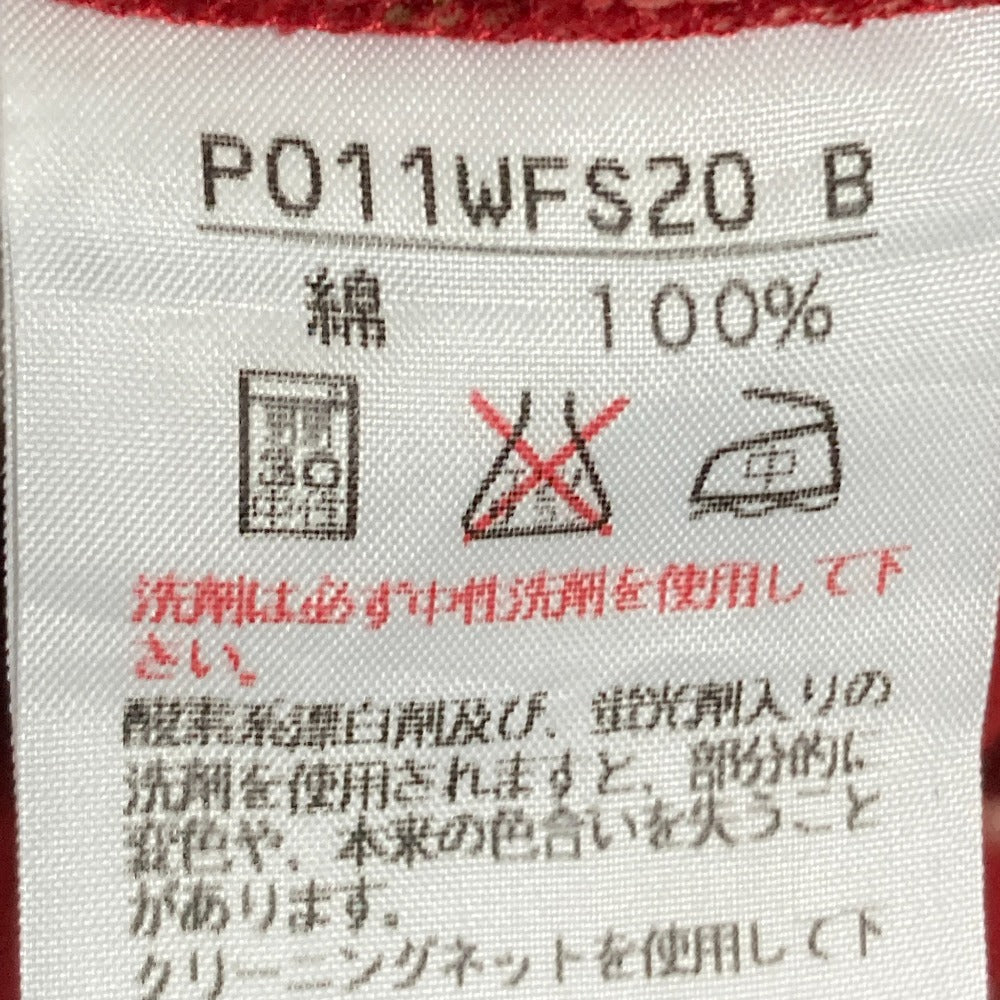 P011WFS20 B
綿 100%
中
洗剤は必ず中性洗剤を使用して下
さい。
酸素系漂白剤及び、蛍光剤入りの
洗剤を使用されますと、部分的に
変色や、本来の色合いを失うこと
があります。
クリーニングネットを使用して下